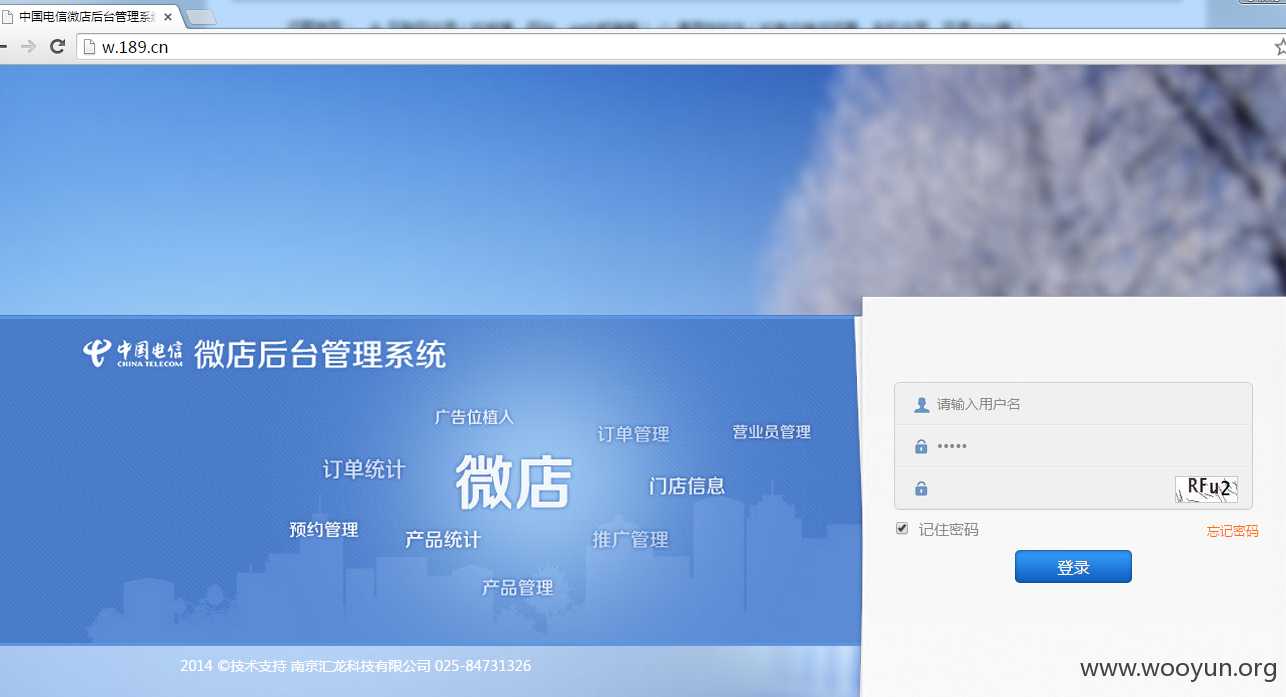 中国电信微店后台管理系统
w.189.cn
中国电信 微店后台管理系统
CHINA TELECOM
广告位植入
订单管理
营业员管理
订单统计
微店
门店信息
预约管理
产品统计
推广管理
产品管理
请输入用户名
•••••
RFu2
记住密码
忘记密码
登录
2014 ©技术支持 南京汇龙科技有限公司 025-84731326
www.wooyun.org